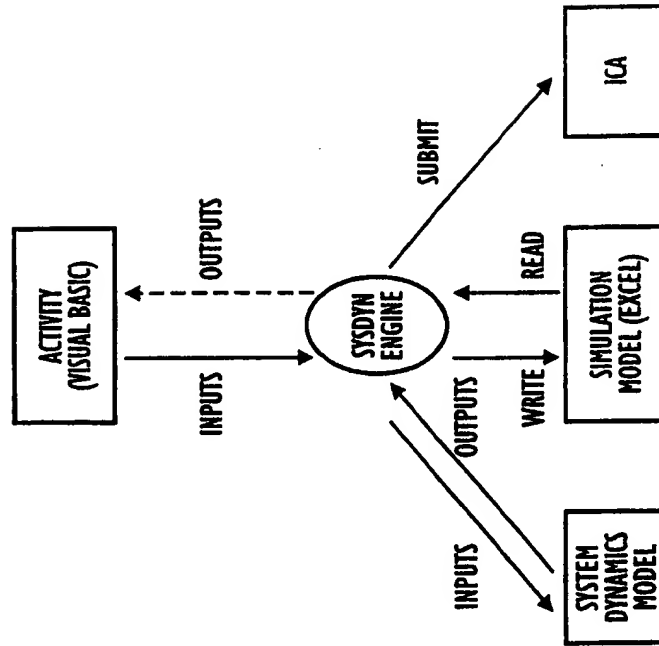 ACTIVITY
(VISUAL BASIC)
INPUTS
OUTPUTS
SYSDYN
ENGINE
SUBMIT
INPUTS
OUTPUTS
WRITE
READ
SYSTEM
DYNAMICS
MODEL
SIMULATION
MODEL (EXCEL)
ICA